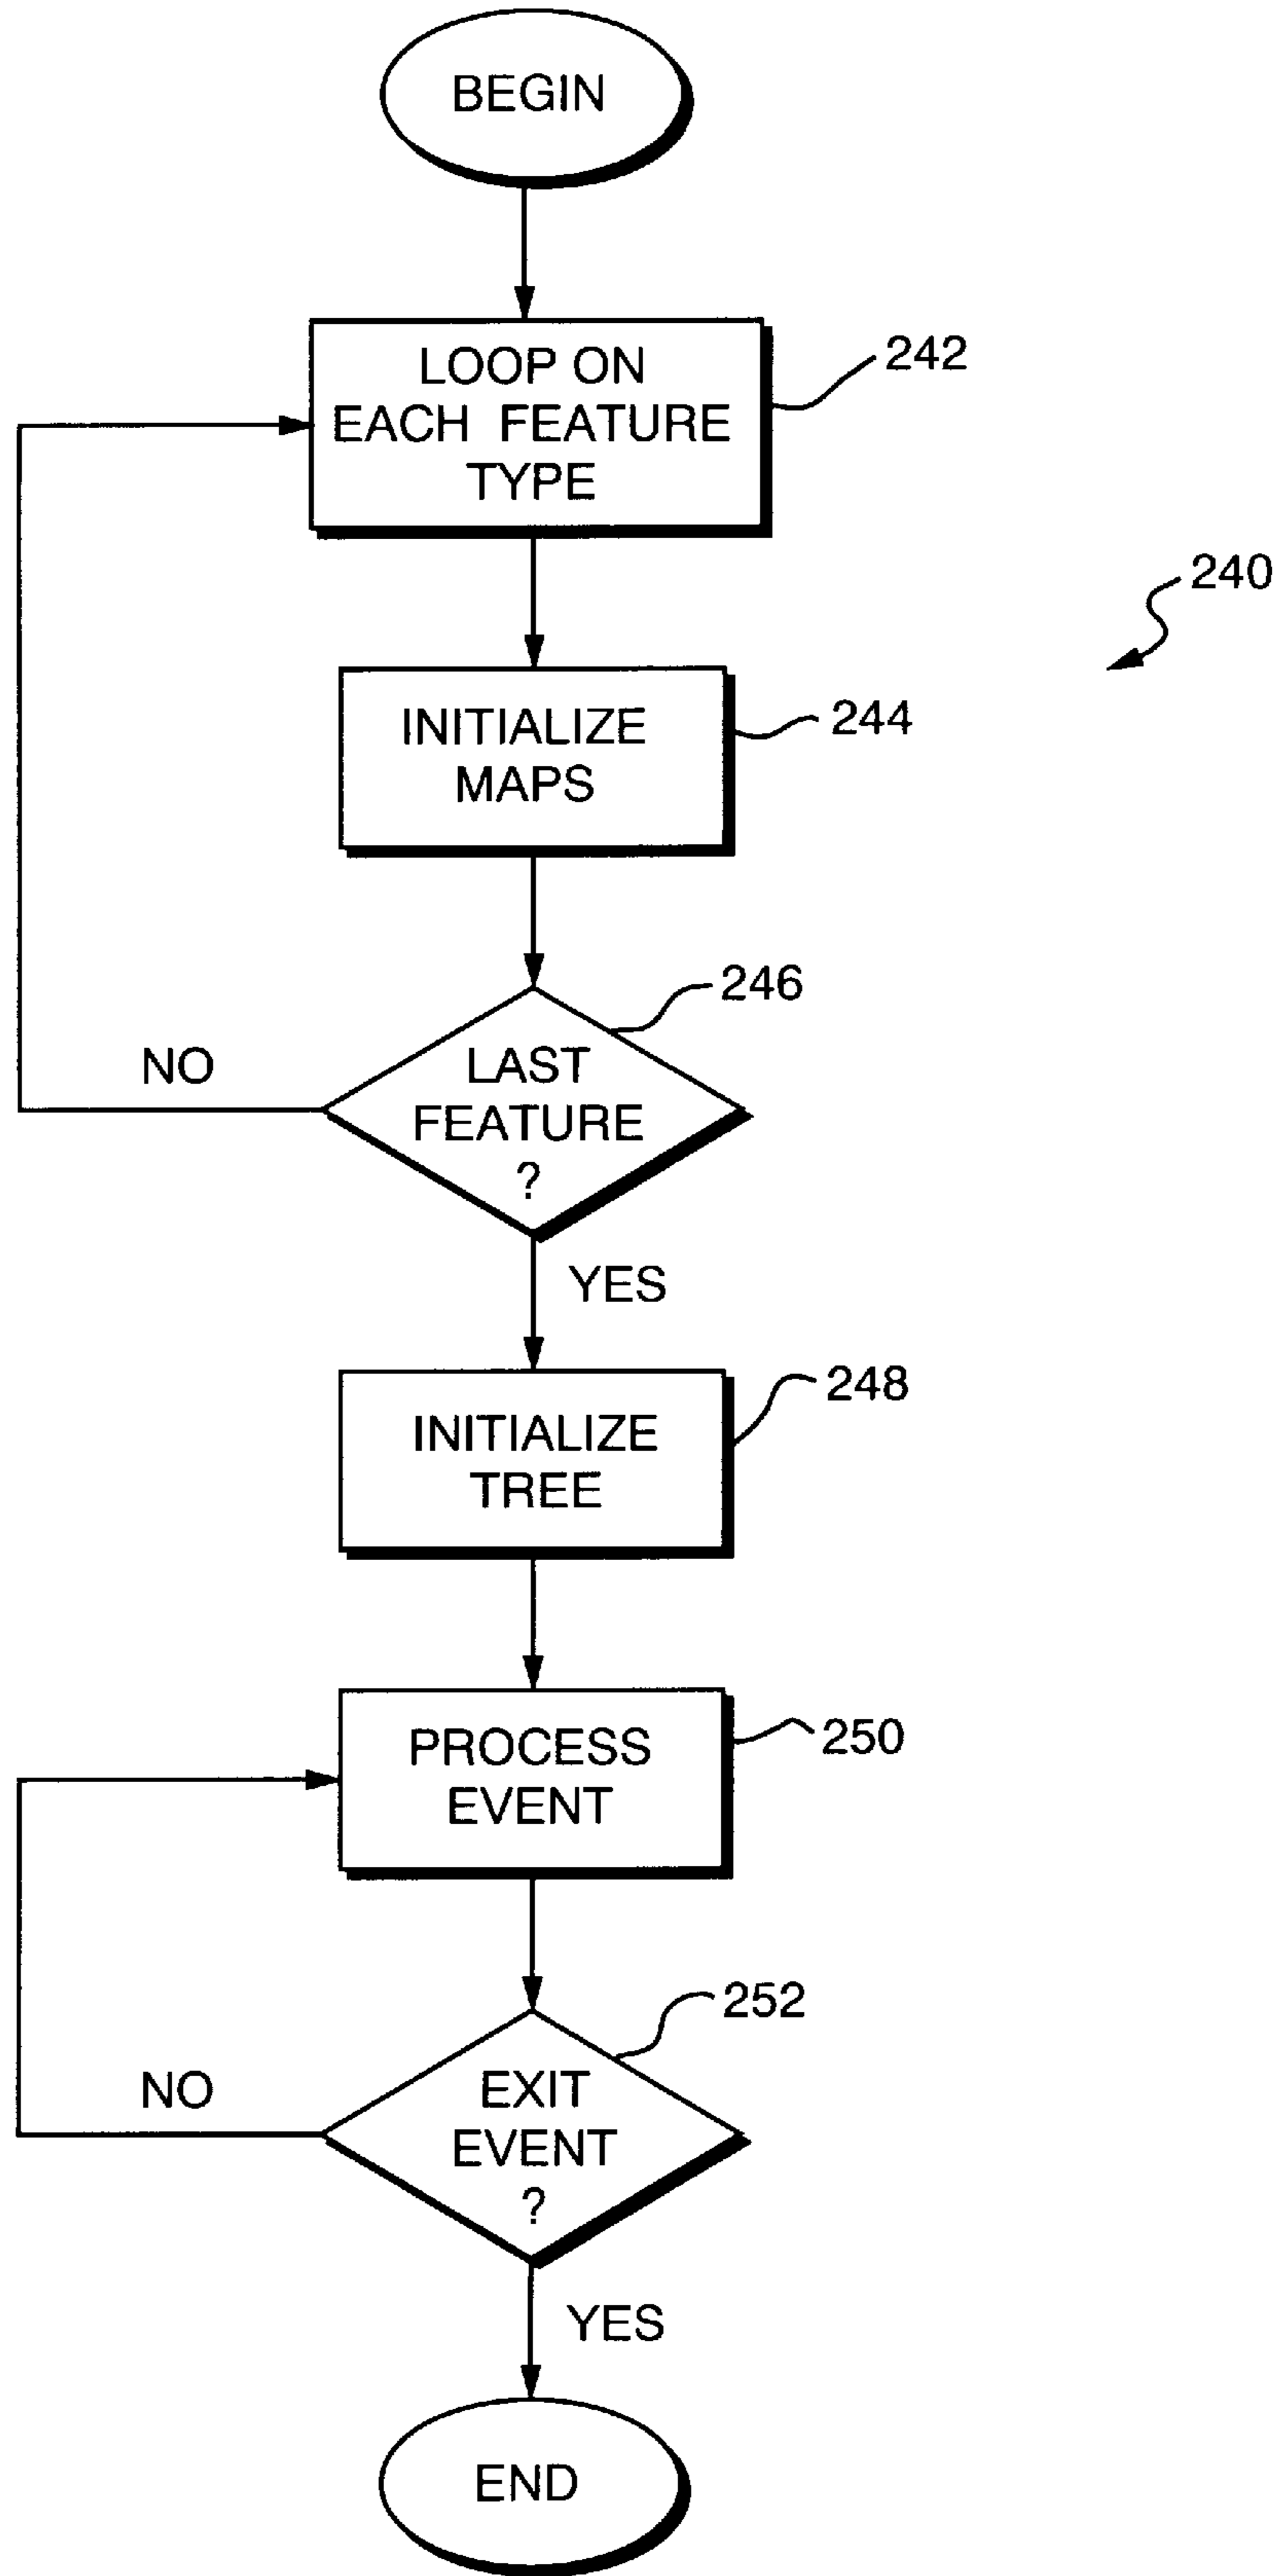 BEGIN
LOOP ON
EACH FEATURE
TYPE
242
240
INITIALIZE
MAPS
244
246
LAST
FEATURE
?
NO
YES
248
INITIALIZE
TREE
PROCESS
EVENT
250
252
EXIT
EVENT
?
NO
YES
END